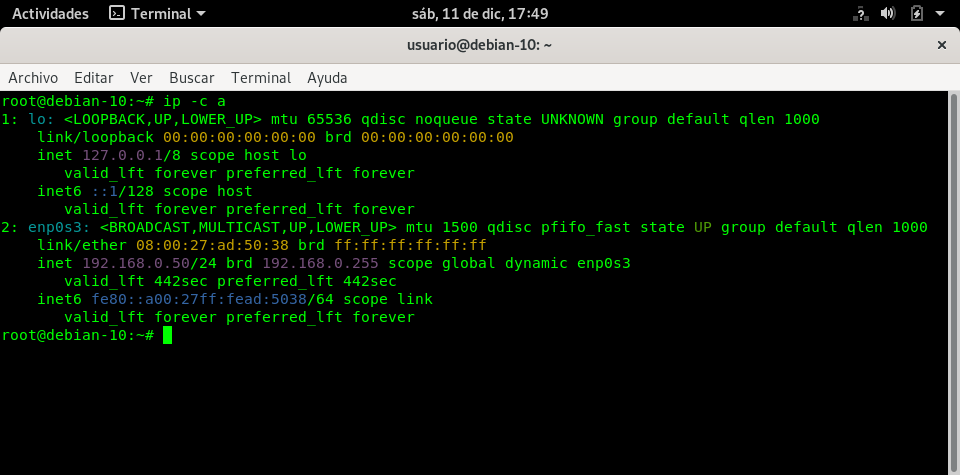 Actividades Terminal sáb, 11 de dic, 17:49
usuario@debian-10: ~ ×
Archivo Editar Ver Buscar Terminal Ayuda
root@debian-10:~# ip -c a
1: lo: <LOOPBACK,UP,LOWER_UP> mtu 65536 qdisc noqueue state UNKNOWN group default qlen 1000
    link/loopback 00:00:00:00:00:00 brd 00:00:00:00:00:00
    inet 127.0.0.1/8 scope host lo
       valid_lft forever preferred_lft forever
    inet6 ::1/128 scope host
       valid_lft forever preferred_lft forever
2: enp0s3: <BROADCAST,MULTICAST,UP,LOWER_UP> mtu 1500 qdisc pfifo_fast state UP group default qlen 1000
    link/ether 08:00:27:ad:50:38 brd ff:ff:ff:ff:ff:ff
    inet 192.168.0.50/24 brd 192.168.0.255 scope global dynamic enp0s3
       valid_lft 442sec preferred_lft 442sec
    inet6 fe80::a00:27ff:fead:5038/64 scope link
       valid_lft forever preferred_lft forever
root@debian-10:~#